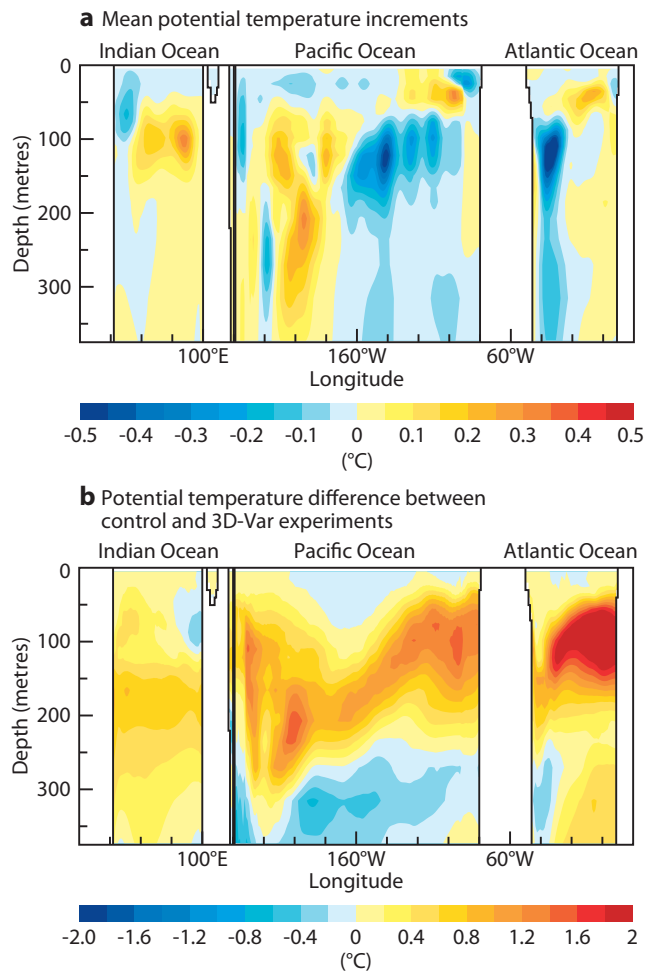 a Mean potential temperature increments
Indian Ocean Pacific Ocean Atlantic Ocean
0
100
200
300
Depth (metres)
100°E 160°W 60°W
Longitude
-0.5 -0.4 -0.3 -0.2 -0.1 0 0.1 0.2 0.3 0.4 0.5
(°C)
b Potential temperature difference between
control and 3D-Var experiments
Indian Ocean Pacific Ocean Atlantic Ocean
0
100
200
300
Depth (metres)
100°E 160°W 60°W
Longitude
-2.0 -1.6 -1.2 -0.8 -0.4 0 0.4 0.8 1.2 1.6 2
(°C)